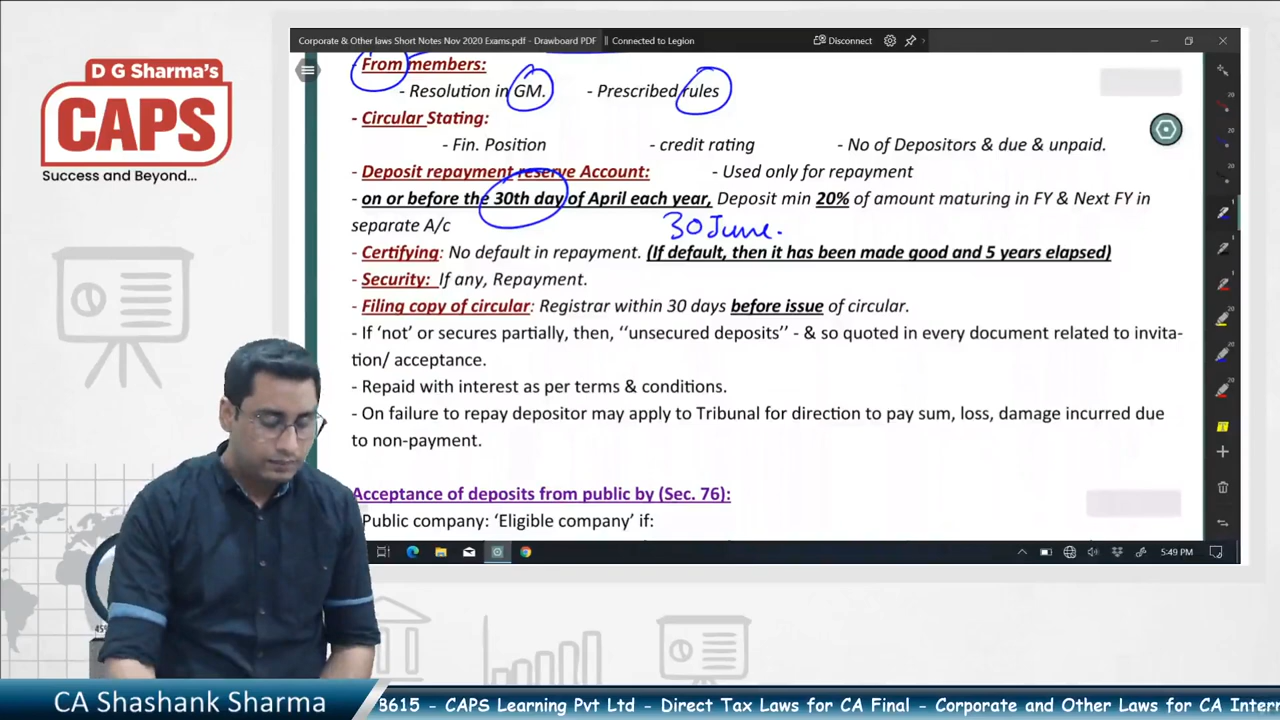 D G Sharma's
CAPS
Success and Beyond...
Corporate & Other laws Short Notes Nov 2020 Exams.pdf - Drawboard PDF
Connected to Legion
Disconnect
- From members:
- Resolution in GM. - Prescribed rules
- Circular Stating:
- Fin. Position - credit rating - No of Depositors & due & unpaid.
- Deposit repayment reserve Account: - Used only for repayment
- on or before the 30th day of April each year, Deposit min 20% of amount maturing in FY & Next FY in
separate A/c
30 June.
- Certifying: No default in repayment. (If default, then it has been made good and 5 years elapsed)
- Security: If any, Repayment.
- Filing copy of circular: Registrar within 30 days before issue of circular.
- If 'not' or secures partially, then, ''unsecured deposits'' - & so quoted in every document related to invita-
tion/ acceptance.
- Repaid with interest as per terms & conditions.
- On failure to repay depositor may apply to Tribunal for direction to pay sum, loss, damage incurred due
to non-payment.
Acceptance of deposits from public by (Sec. 76):
Public company: 'Eligible company' if:
5:49 PM
CA Shashank Sharma
B615 - CAPS Learning Pvt Ltd - Direct Tax Laws for CA Final - Corporate and Other Laws for CA Intern